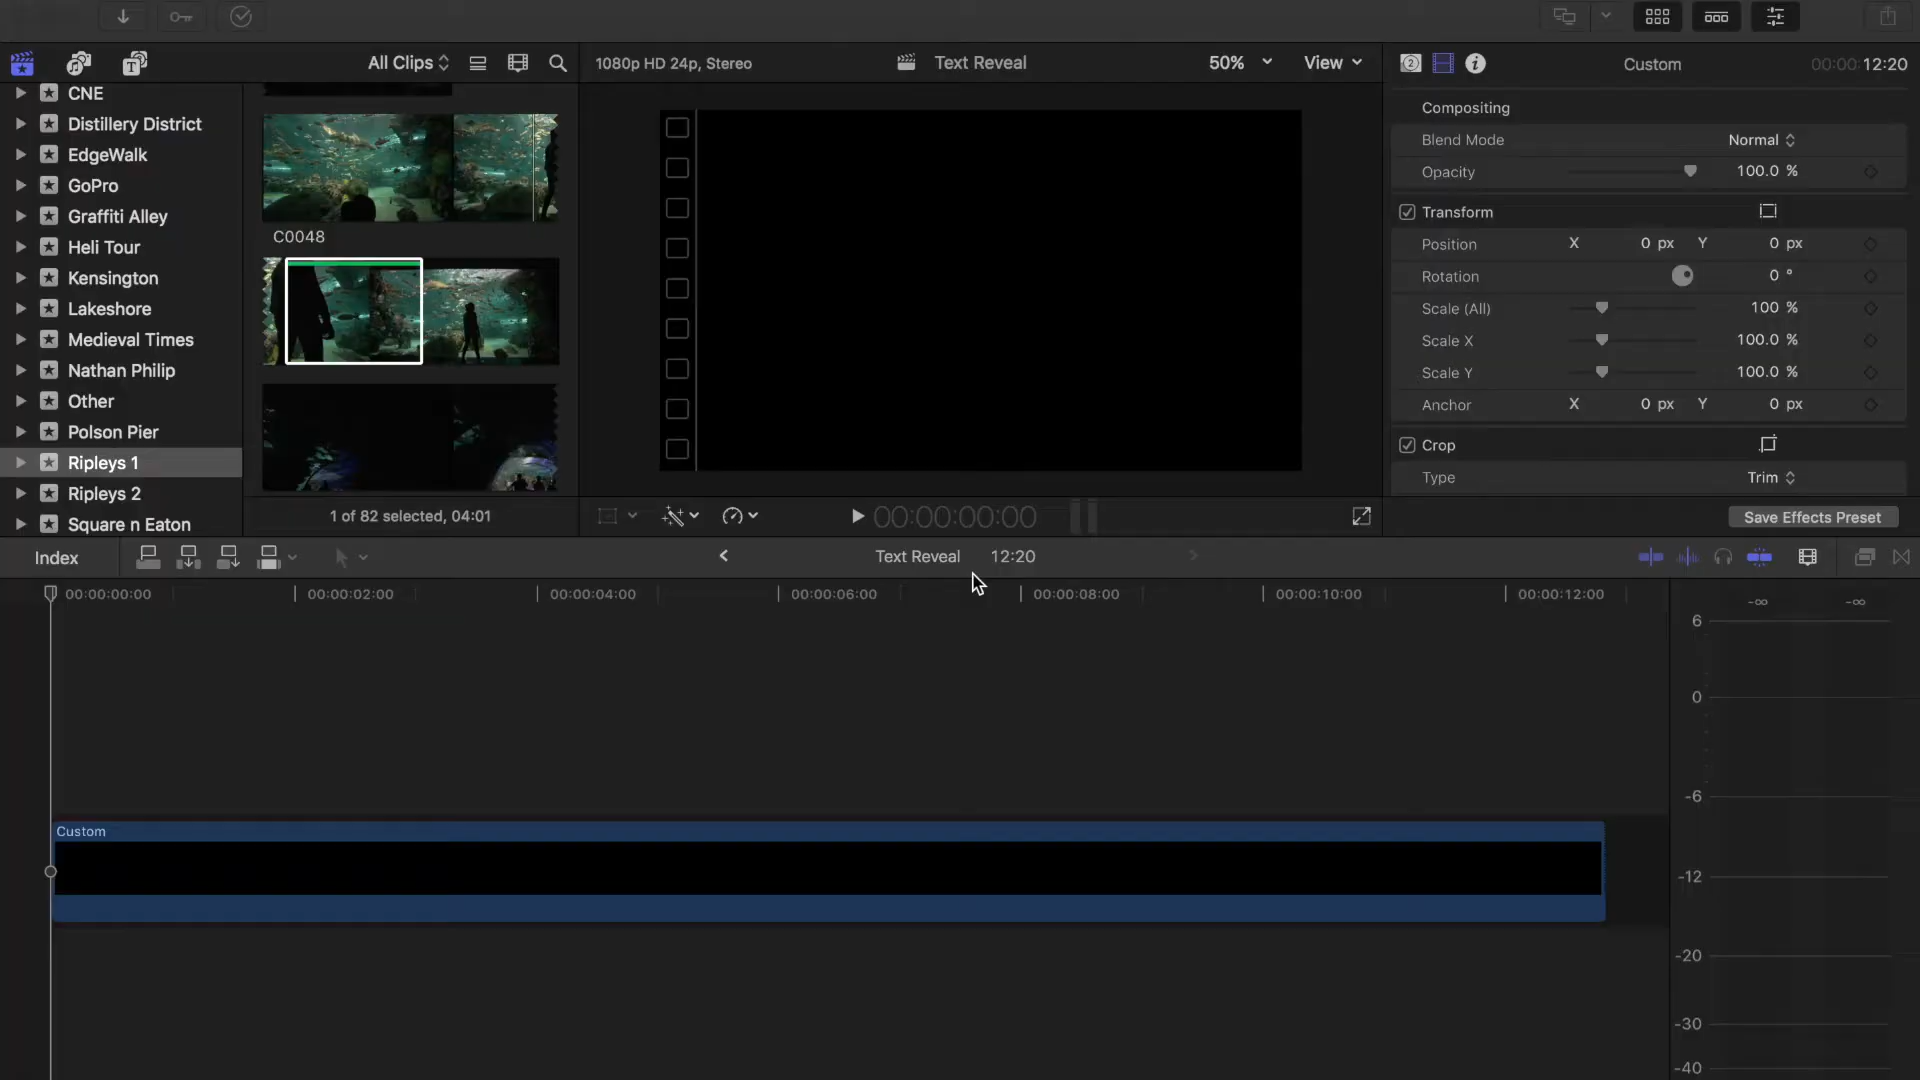 All Clips
1080p HD 24p, Stereo
Text Reveal
50%
View
Custom
00:00:12:20
CNE
Distillery District
EdgeWalk
GoPro
Graffiti Alley
Heli Tour
Kensington
Lakeshore
Medieval Times
Nathan Philip
Other
Polson Pier
Ripleys 1
Ripleys 2
Square n Eaton
C0048
1 of 82 selected, 04:01
00:00:00:00
Compositing
Blend Mode Normal
Opacity 100.0 %
Transform
Position X 0 px Y 0 px
Rotation 0 °
Scale (All) 100 %
Scale X 100.0 %
Scale Y 100.0 %
Anchor X 0 px Y 0 px
Crop
Type Trim
Save Effects Preset
Index
Text Reveal 12:20
00:00:00:00 00:00:02:00 00:00:04:00 00:00:06:00 00:00:08:00 00:00:10:00 00:00:12:00
Custom
-∞ -∞
6
0
-6
-12
-20
-30
-40